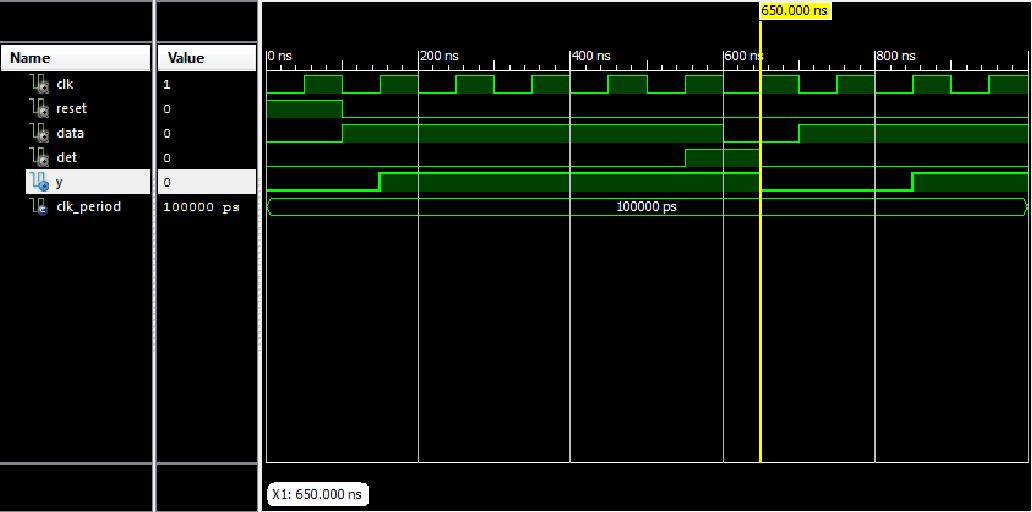 650.000 ns
Name Value
0 ns 200 ns 400 ns 600 ns 800 ns
clk 1
reset 0
data 0
det 0
y 0
clk_period 100000 ps 100000 ps
X1: 650.000 ns